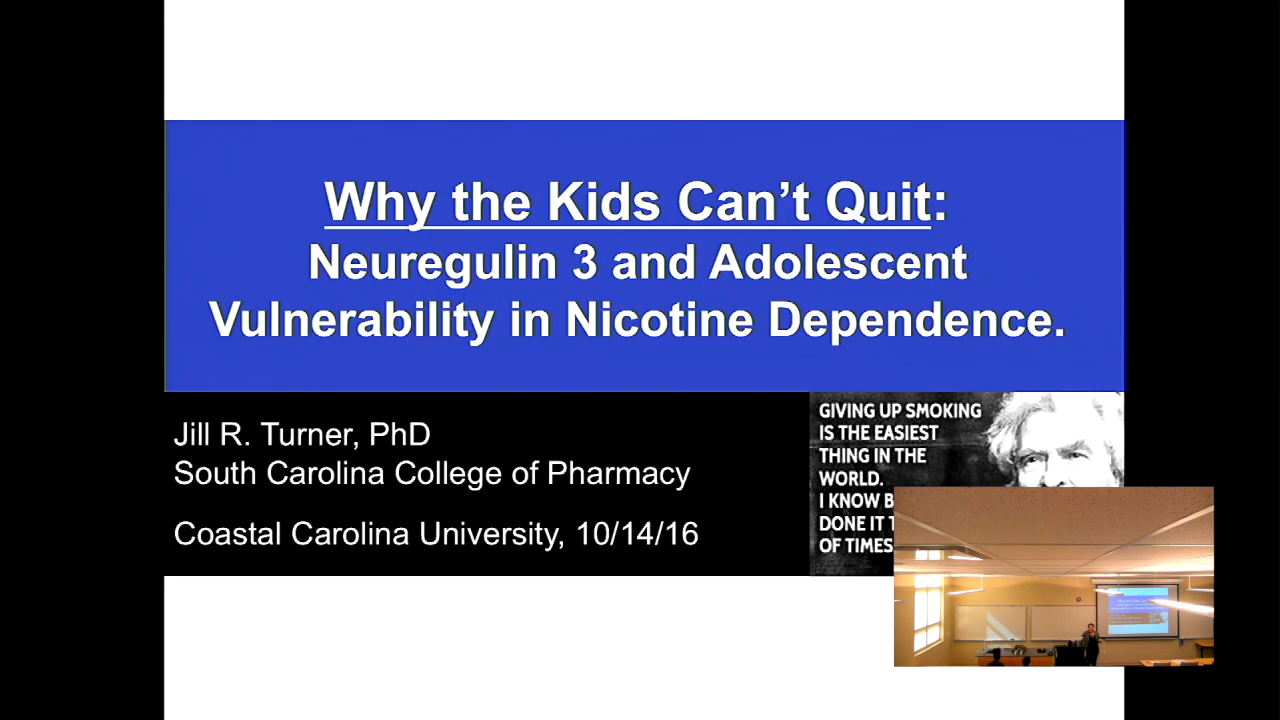 Why the Kids Can't Quit:
Neuregulin 3 and Adolescent
Vulnerability in Nicotine Dependence.
Jill R. Turner, PhD
South Carolina College of Pharmacy
Coastal Carolina University, 10/14/16
GIVING UP SMOKING
IS THE EASIEST
THING IN THE
WORLD.
I KNOW
DONE IT
OF TIMES